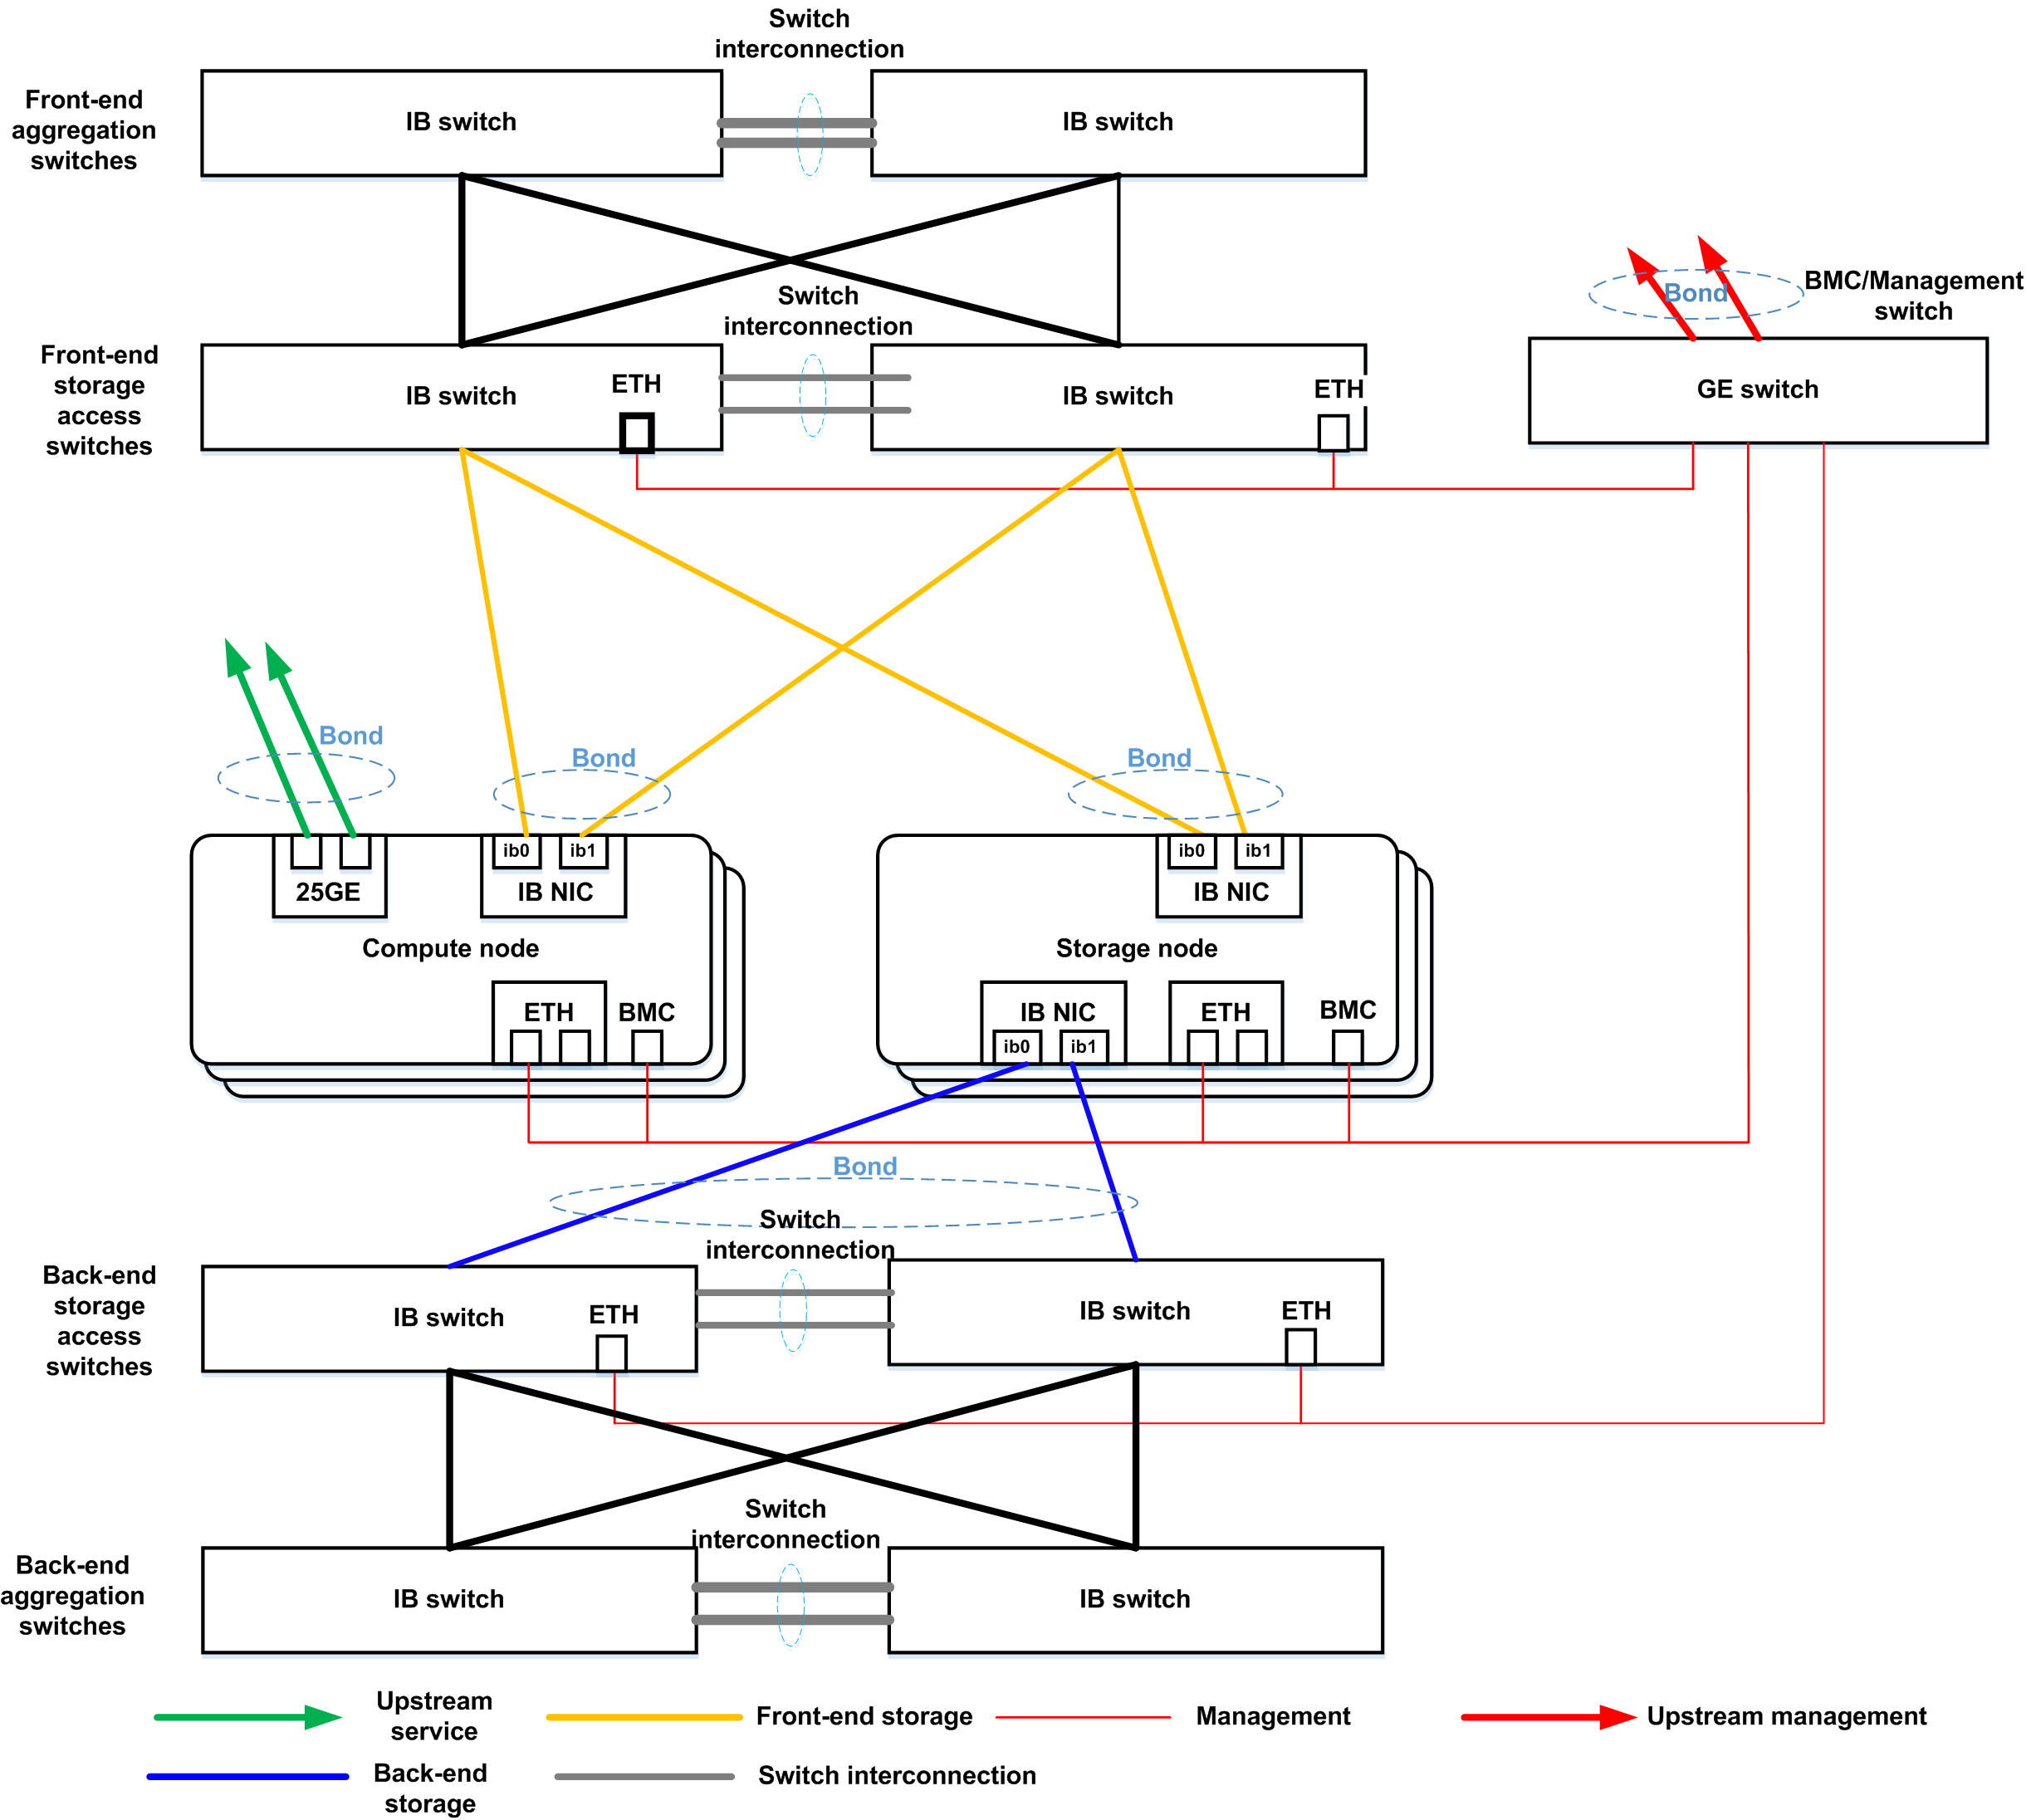 Switch
interconnection
Front-end
aggregation
switches
IB switch
IB switch
Switch
interconnection
Bond
BMC/Management
switch
Front-end
storage
access
switches
IB switch
ETH
IB switch
ETH
GE switch
Bond
Bond
Bond
ib0
ib1
25GE
IB NIC
Compute node
ETH
BMC
ib0
ib1
IB NIC
Storage node
IB NIC
ib0
ib1
ETH
BMC
Bond
Switch
interconnection
Back-end
storage
access
switches
IB switch
ETH
IB switch
ETH
Switch
interconnection
Back-end
aggregation
switches
IB switch
IB switch
Upstream
service
Front-end storage
Management
Upstream management
Back-end
storage
Switch interconnection